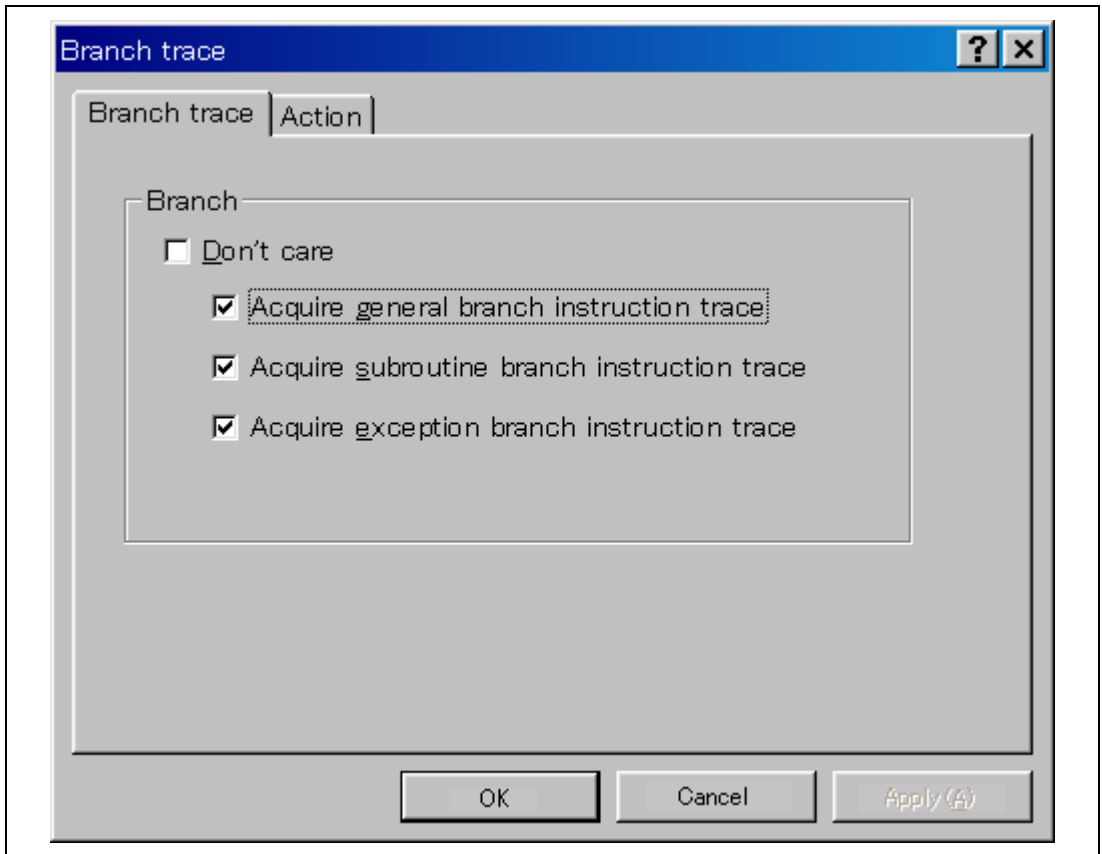 Branch trace
Branch trace Action
Branch
Don't care
Acquire general branch instruction trace
Acquire subroutine branch instruction trace
Acquire exception branch instruction trace
OK Cancel Apply(A)